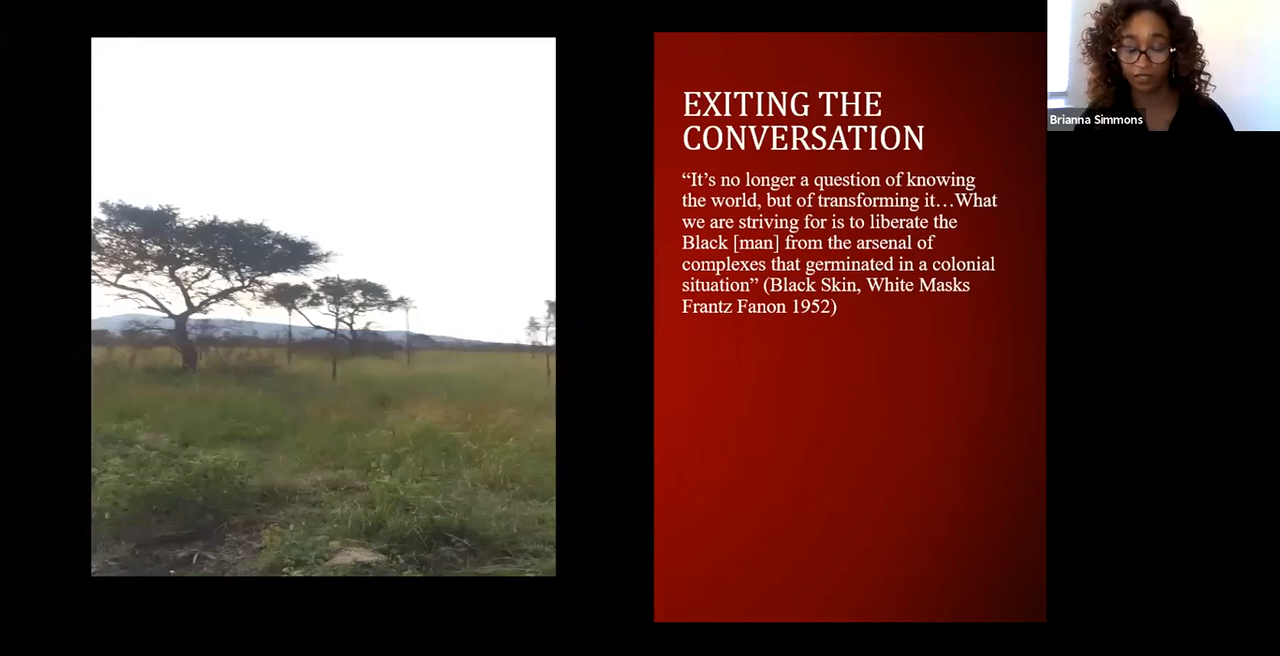 EXITING THE
CONVERSATION
“It’s no longer a question of knowing
the world, but of transforming it…What
we are striving for is to liberate the
Black [man] from the arsenal of
complexes that germinated in a colonial
situation” (Black Skin, White Masks
Frantz Fanon 1952)
Brianna Simmons